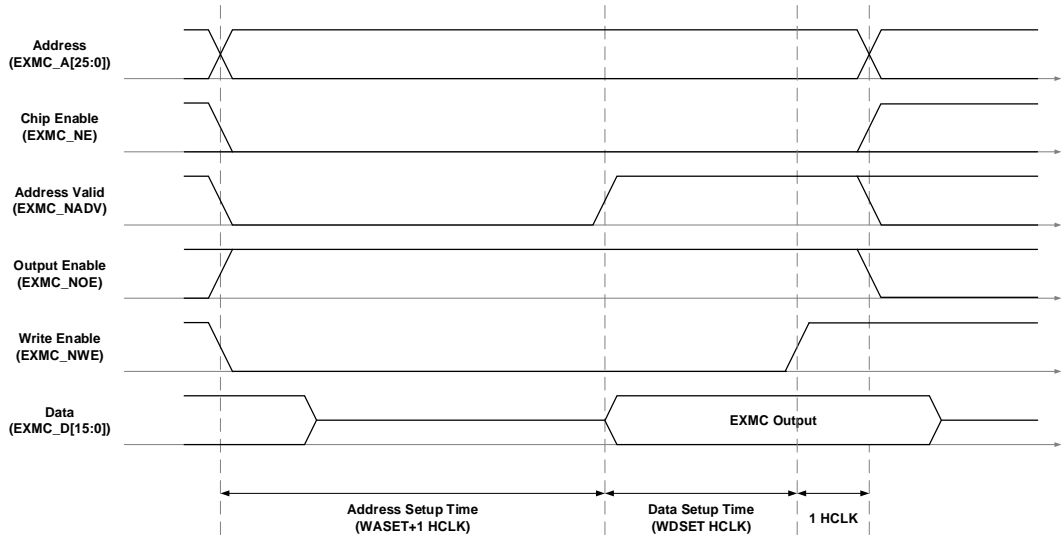 Address
(EXMC_A[25:0])
Chip Enable
(EXMC_NE)
Address Valid
(EXMC_NADV)
Output Enable
(EXMC_NOE)
Write Enable
(EXMC_NWE)
Data
(EXMC_D[15:0])
EXMC Output
Address Setup Time
(WASET+1 HCLK)
Data Setup Time
(WDSET HCLK)
1 HCLK